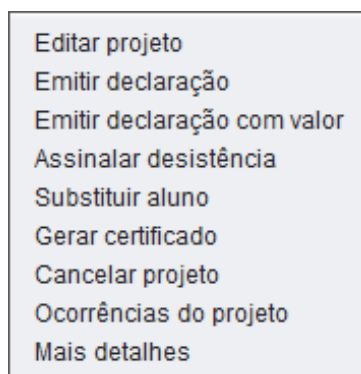 Editar projeto
Emitir declaração
Emitir declaração com valor
Assinalar desistência
Substituir aluno
Gerar certificado
Cancelar projeto
Ocorrências do projeto
Mais detalhes